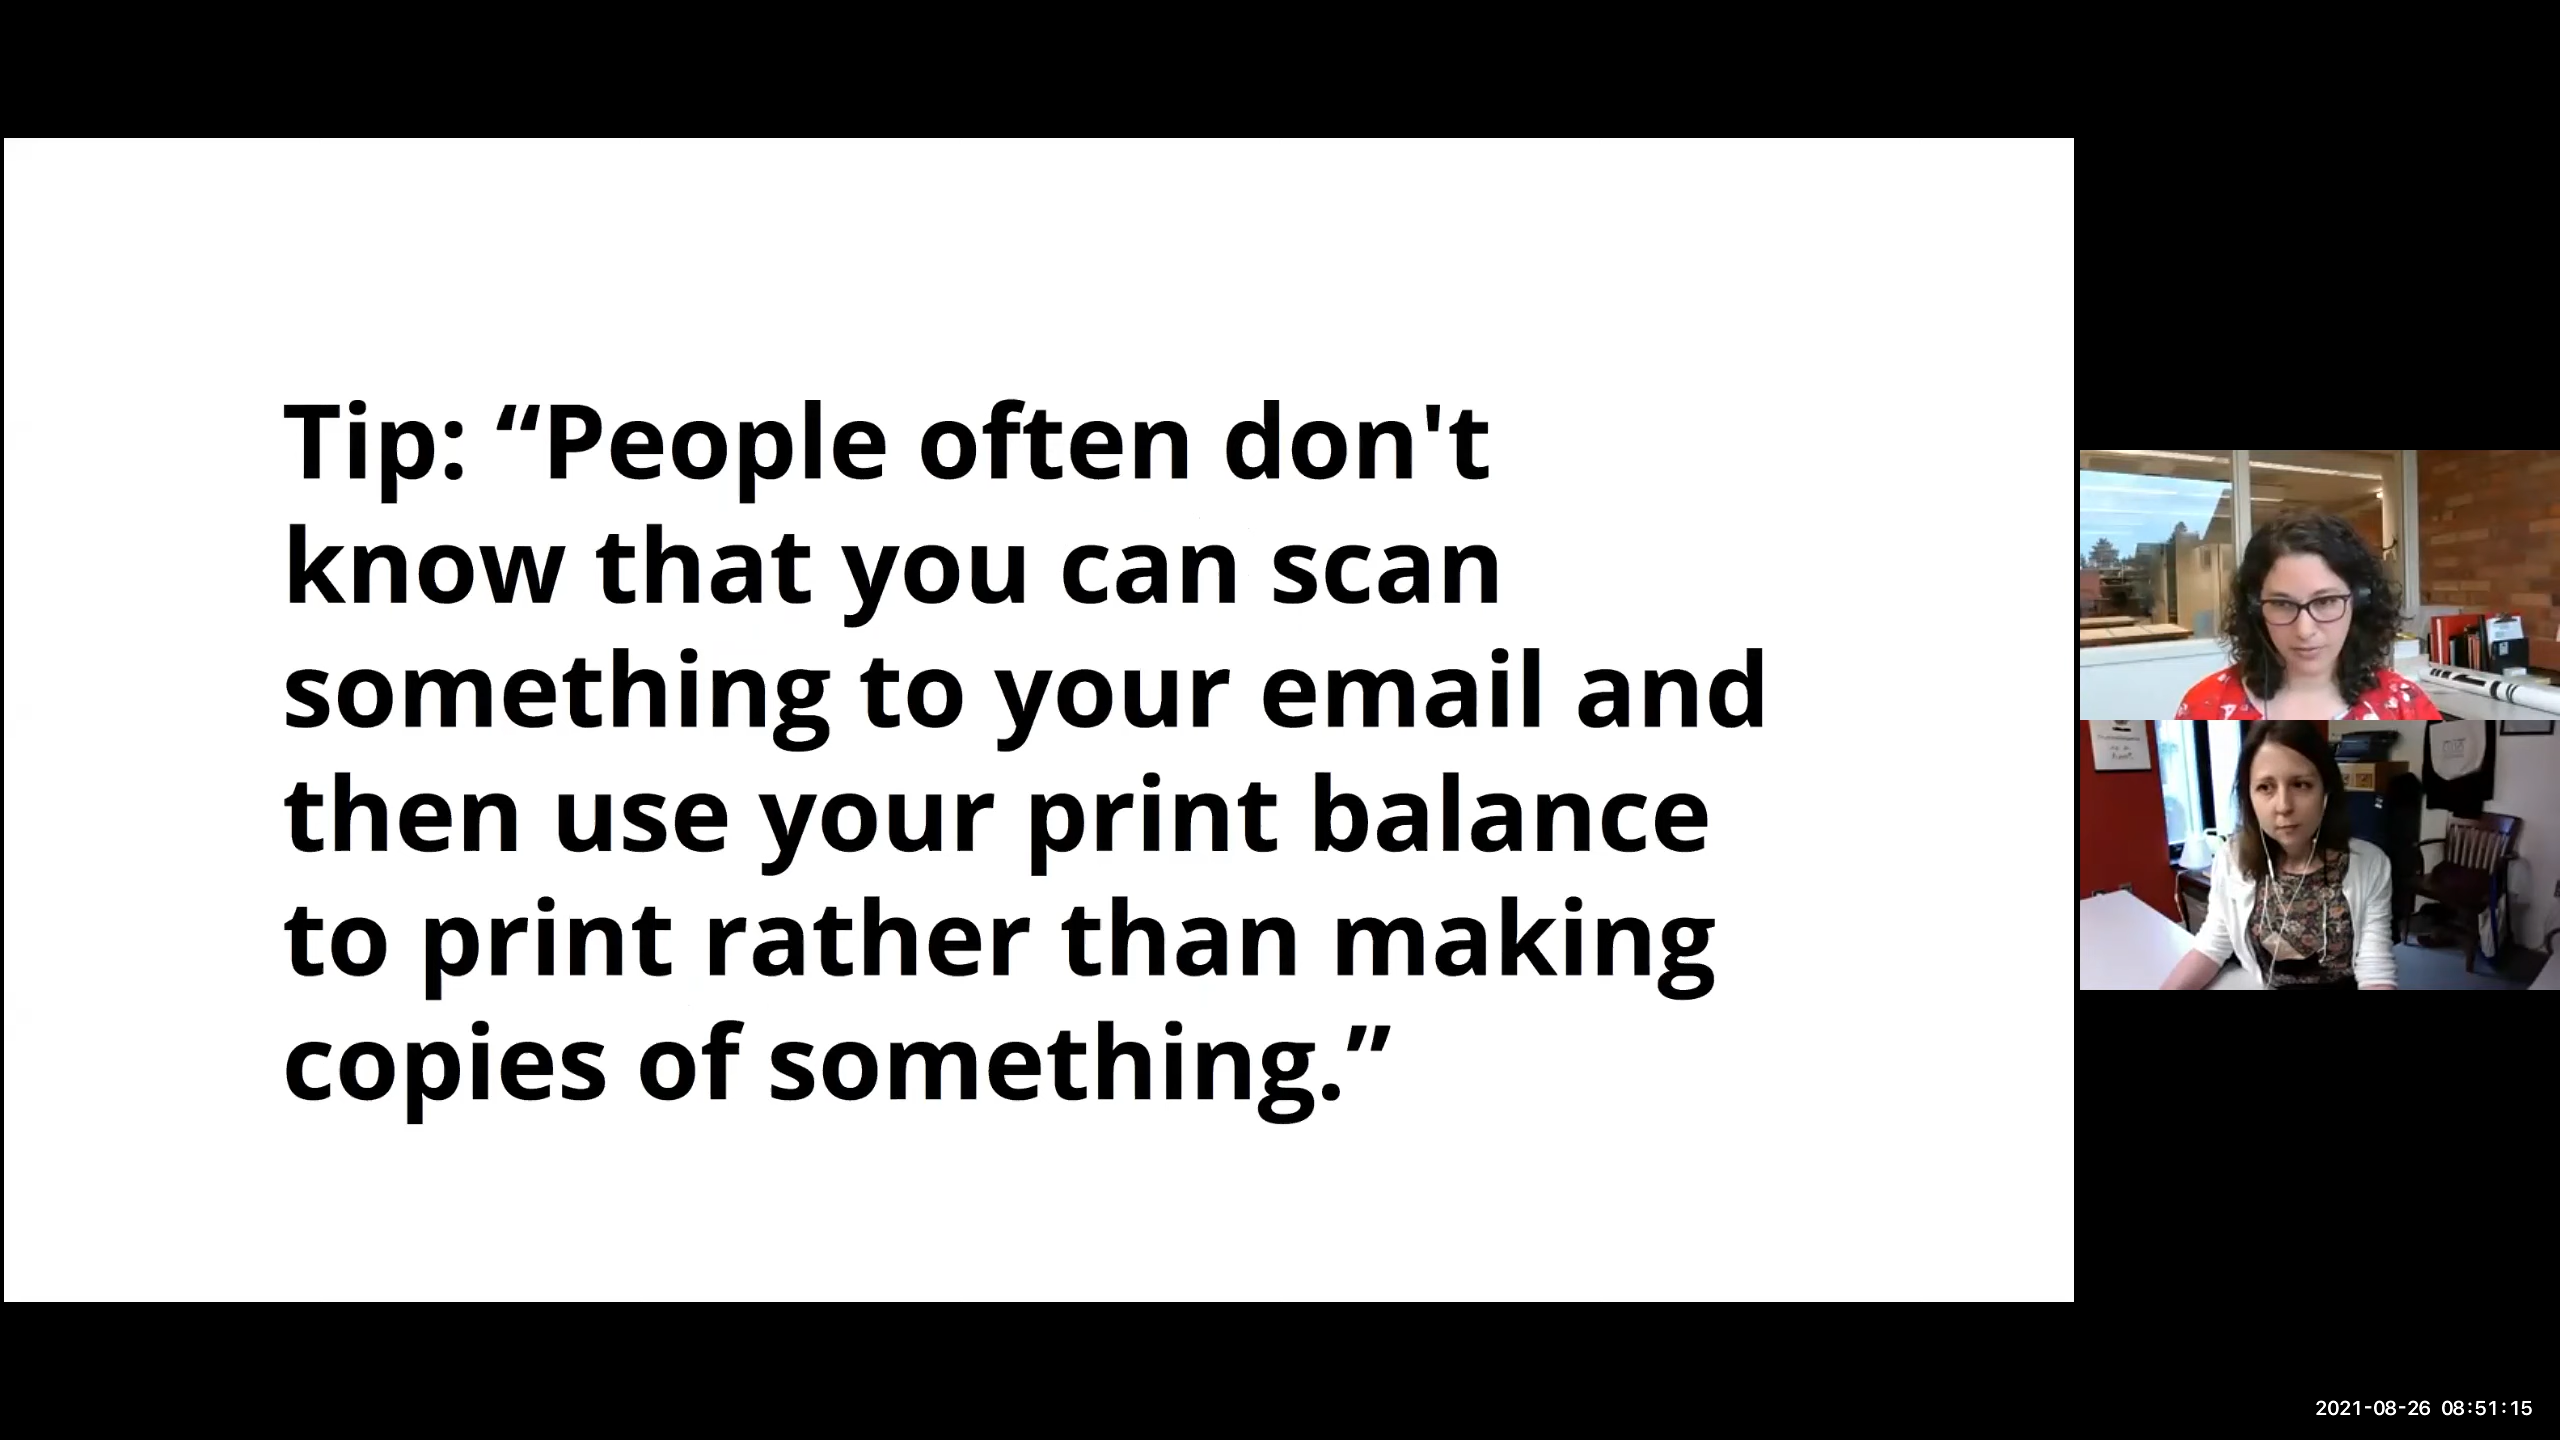 Tip: “People often don't
know that you can scan
something to your email and
then use your print balance
to print rather than making
copies of something.”
2021-08-26 08:51:15